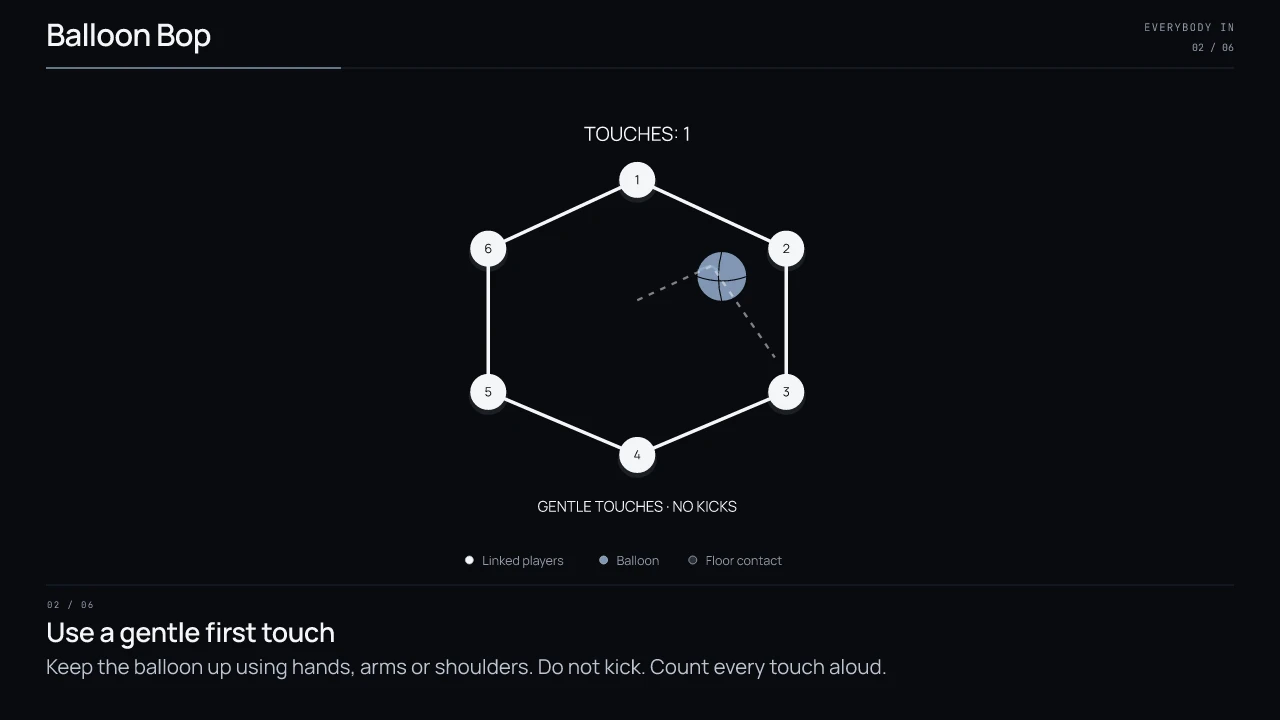 Balloon Bop
EVERYBODY IN
02 / 06
TOUCHES: 1
1
6
2
5
3
4
GENTLE TOUCHES · NO KICKS
Linked players
Balloon
Floor contact
02 / 06
Use a gentle first touch
Keep the balloon up using hands, arms or shoulders. Do not kick. Count every touch aloud.